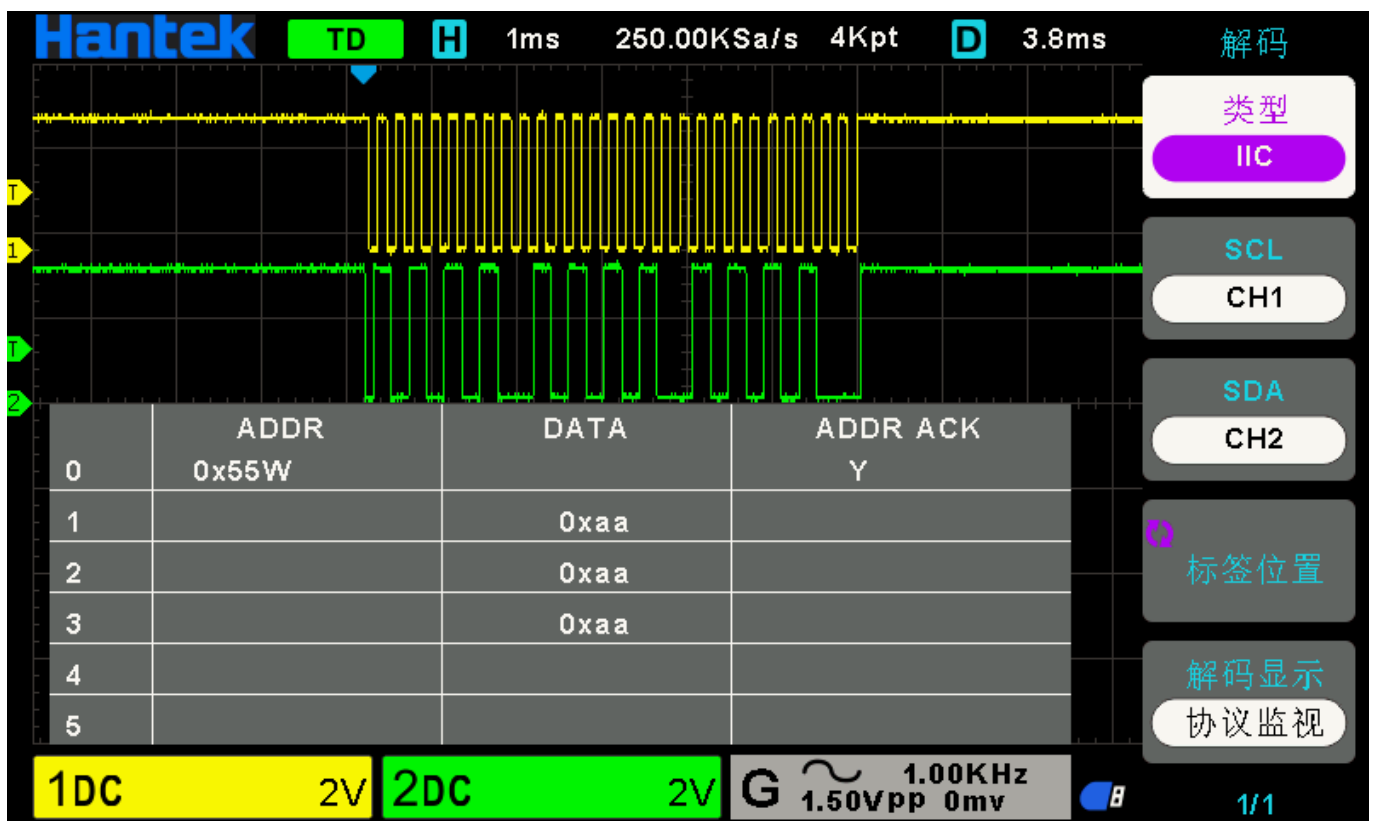 Hantek TD H 1ms 250.00KSa/s 4Kpt D 3.8ms 解码
类型
IIC
T
1
SCL
CH1
T
2
SDA
CH2
ADDR DATA ADDR ACK
0 0x55W Y
1 0xaa
2 0xaa
3 0xaa
4
5
标签位置
解码显示
协议监视
1DC 2V 2DC 2V G 1.00KHz
1.50Vpp 0mv
1/1